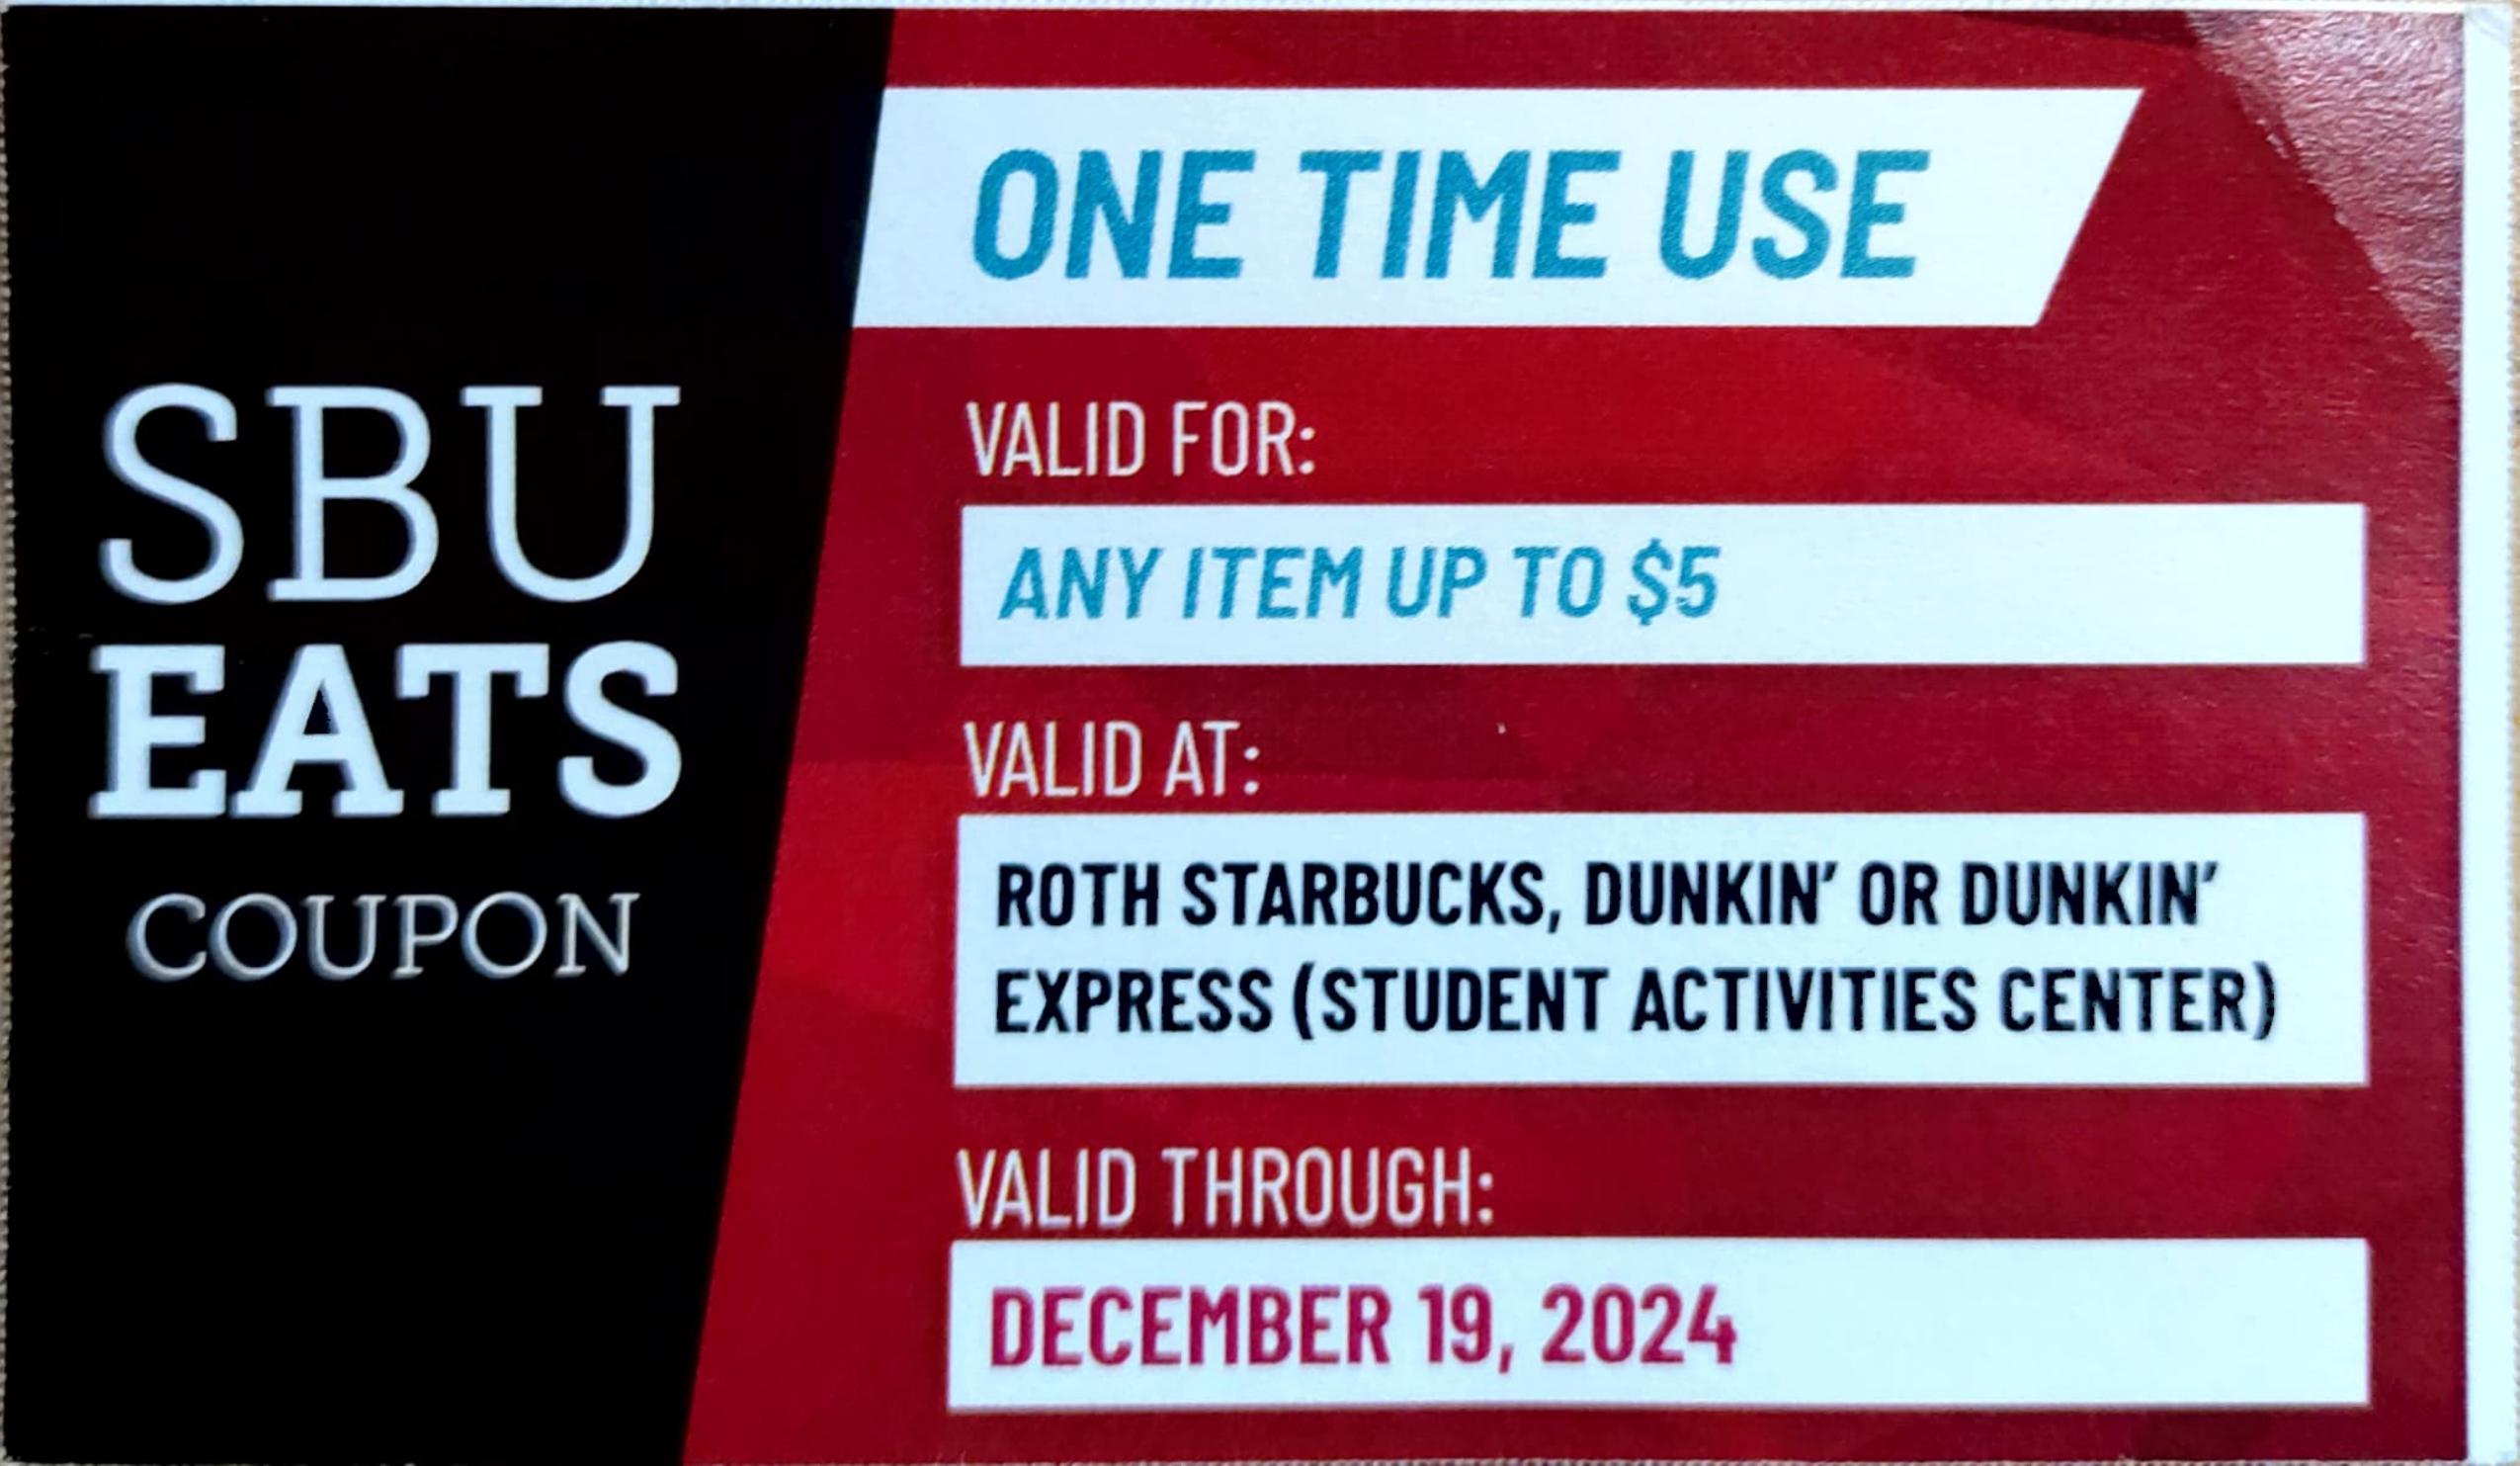 SBU
EATS
COUPON
ONE TIME USE
VALID FOR:
ANY ITEM UP TO $5
VALID AT:
ROTH STARBUCKS, DUNKIN' OR DUNKIN'
EXPRESS (STUDENT ACTIVITIES CENTER)
VALID THROUGH:
DECEMBER 19, 2024